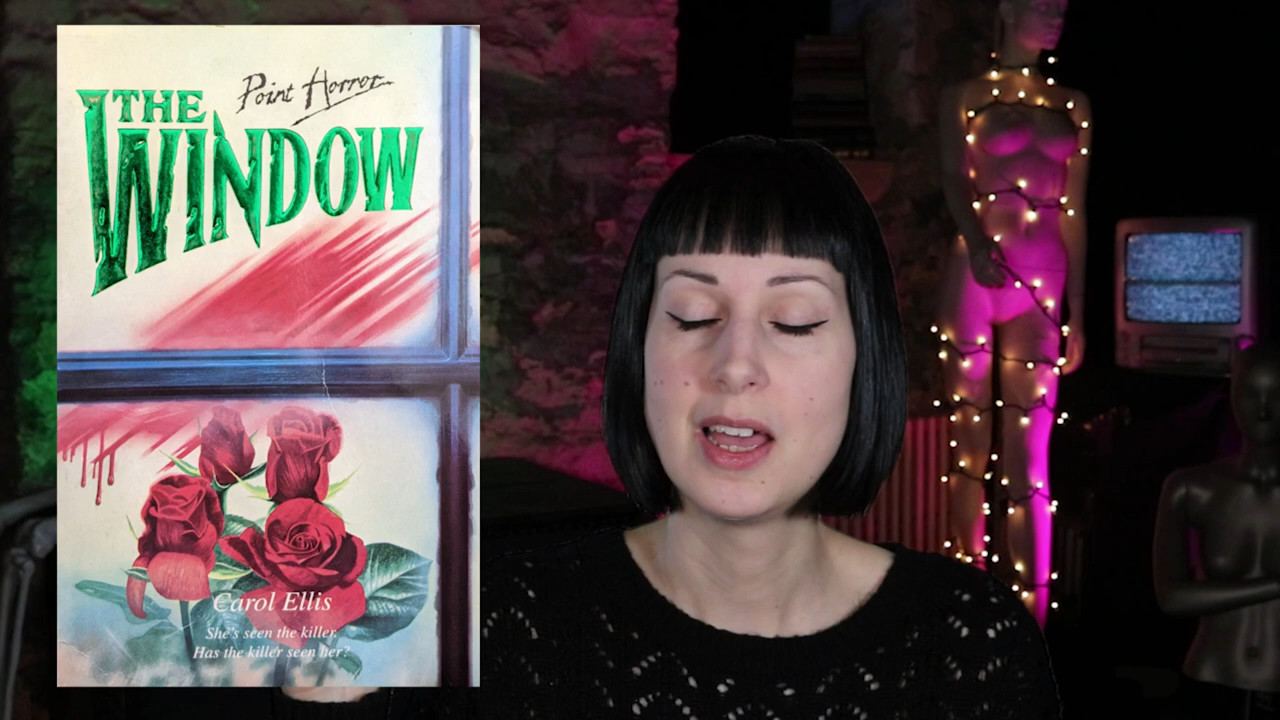 Point Horror
THE
WINDOW
Carol Ellis
She's seen the killer.
Has the killer seen her?